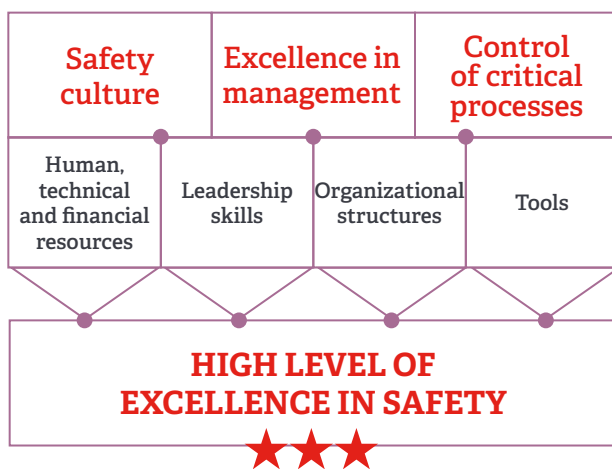 Safety
culture
Excellence in
management
Control
of critical
processes
Human,
technical
and financial
resources
Leadership
skills
Organizational
structures
Tools
HIGH LEVEL OF
EXCELLENCE IN SAFETY